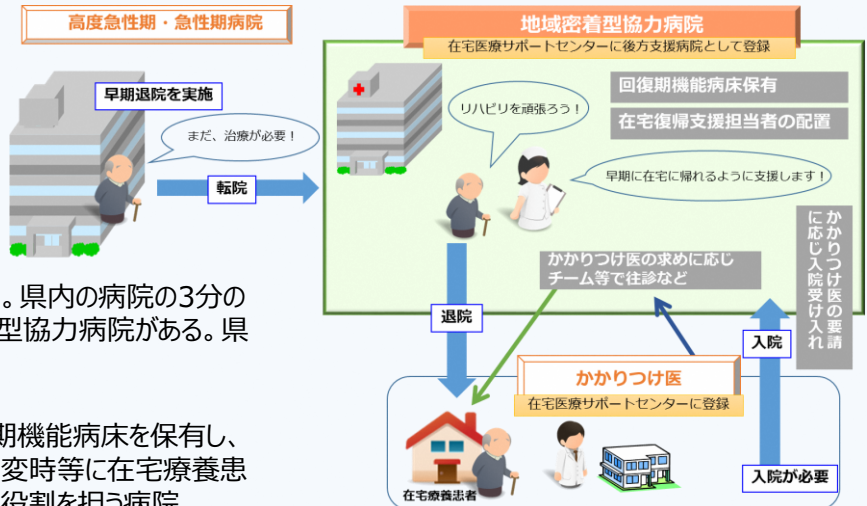 高度急性期・急性期病院
早期退院を実施
まだ、治療が必要！
転院
地域密着型協力病院
在宅医療サポートセンターに後方支援病院として登録
回復期機能病床保有
在宅復帰支援担当者の配置
リハビリを頑張ろう！
早期に在宅に帰れるように支援します！
かかりつけ医の求めに応じ
チーム等で往診など
かかりつけ医の要請
に応じ入院受け入れ
退院
入院
かかりつけ医
在宅医療サポートセンターに登録
在宅療養患者
入院が必要
。県内の病院の3分の
型協力病院がある。県
期機能病床を保有し、
変時等に在宅療養患
役割を担う病院